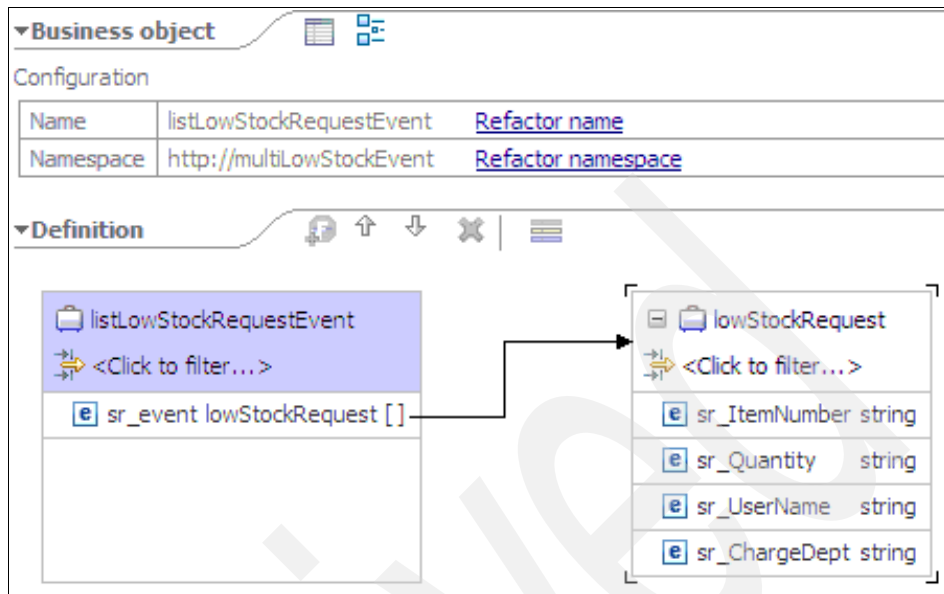 Business object
Configuration
Name listLowStockRequestEvent Refactor name
Namespace http://multiLowStockEvent Refactor namespace
Definition
listLowStockRequestEvent
<Click to filter...>
e sr_event lowStockRequest [ ]
lowStockRequest
<Click to filter...>
e sr_ItemNumber string
e sr_Quantity string
e sr_UserName string
e sr_ChargeDept string